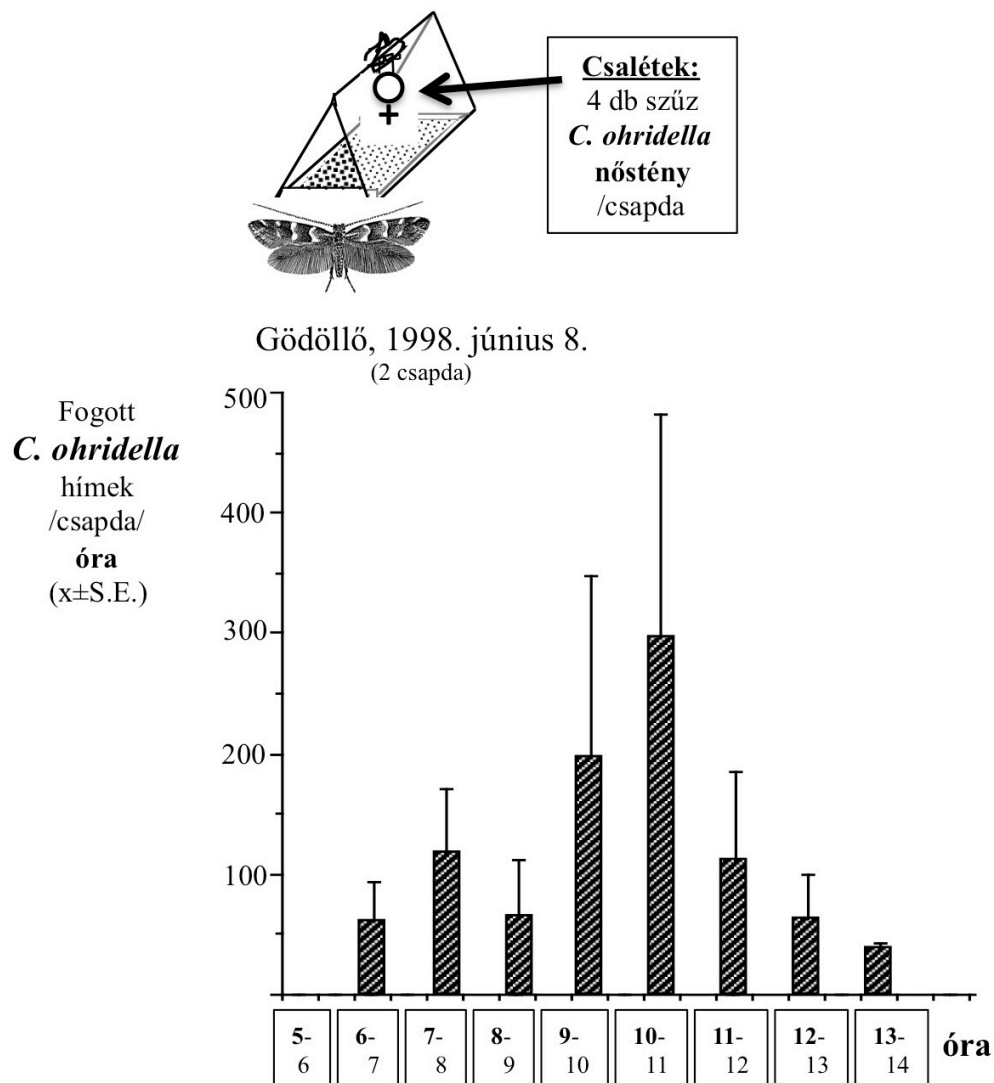 Csalétek:
4 db szűz
C. ohridella
nőstény
/csapda
Gödöllő, 1998. június 8.
(2 csapda)
Fogott
C. ohridella
hímek
/csapda/
óra
(x±S.E.)
500
400
300
200
100
5-
6
6-
7
7-
8
8-
9
9-
10
10-
11
11-
12
12-
13
13-
14
óra